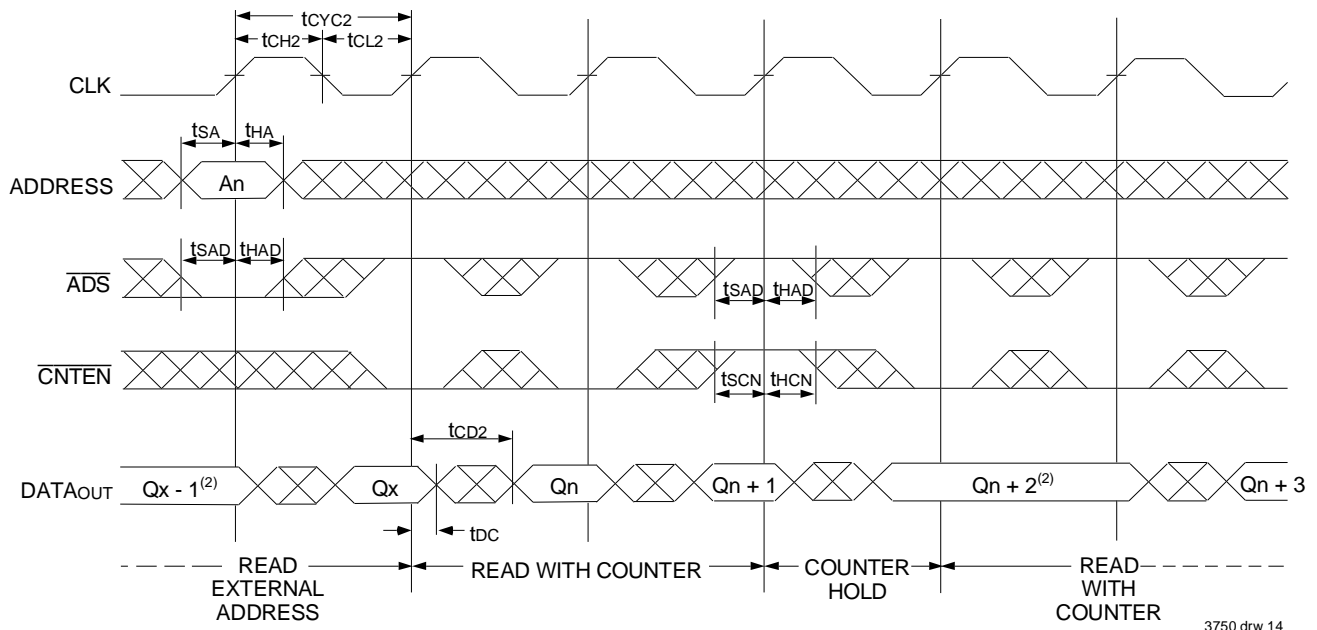 tCYC2
tCH2 tCL2
CLK
tSA tHA
ADDRESS An
tSAD tHAD
ADS
tSAD tHAD
CNTEN
tSCN tHCN
tCD2
DATAOUT Qx - 1(2) Qx Qn Qn + 1 Qn + 2(2) Qn + 3
tDC
READ EXTERNAL ADDRESS
READ WITH COUNTER
COUNTER HOLD
READ WITH COUNTER
3750 drw 14